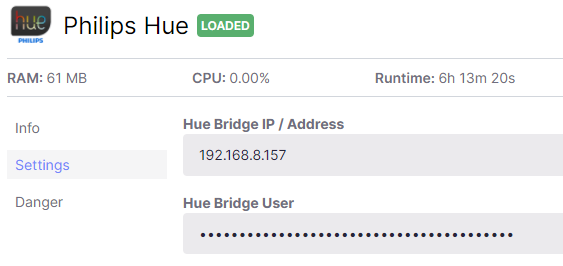 hue
PHILIPS
Philips Hue LOADED
RAM: 61 MB CPU: 0.00% Runtime: 6h 13m 20s
Info
Settings
Danger
Hue Bridge IP / Address
192.168.8.157
Hue Bridge User
••••••••••••••••••••••••••••••••••••••••